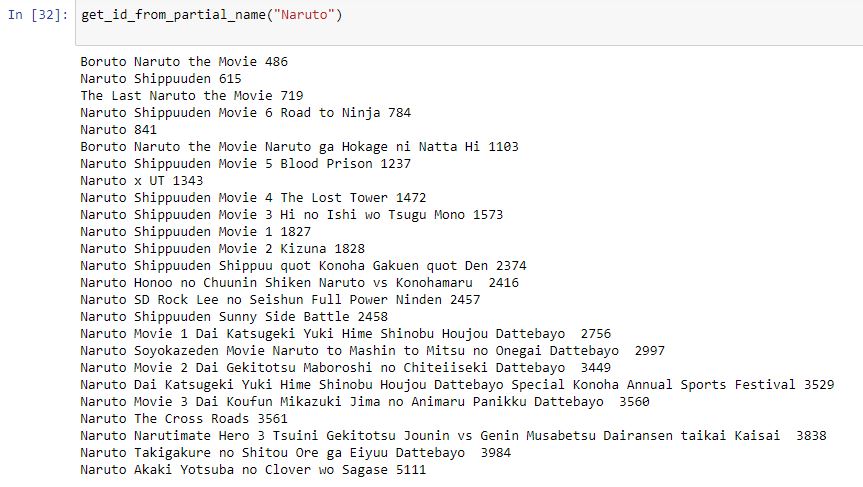 In [32]: get_id_from_partial_name("Naruto")
Boruto Naruto the Movie 486
Naruto Shippuuden 615
The Last Naruto the Movie 719
Naruto Shippuuden Movie 6 Road to Ninja 784
Naruto 841
Boruto Naruto the Movie Naruto ga Hokage ni Natta Hi 1103
Naruto Shippuuden Movie 5 Blood Prison 1237
Naruto x UT 1343
Naruto Shippuuden Movie 4 The Lost Tower 1472
Naruto Shippuuden Movie 3 Hi no Ishi wo Tsugu Mono 1573
Naruto Shippuuden Movie 1 1827
Naruto Shippuuden Movie 2 Kizuna 1828
Naruto Shippuuden Shippuu quot Konoha Gakuen quot Den 2374
Naruto Honoo no Chuunin Shiken Naruto vs Konohamaru  2416
Naruto SD Rock Lee no Seishun Full Power Ninden 2457
Naruto Shippuuden Sunny Side Battle 2458
Naruto Movie 1 Dai Katsugeki Yuki Hime Shinobu Houjou Dattebayo  2756
Naruto Soyokazeden Movie Naruto to Mashin to Mitsu no Onegai Dattebayo  2997
Naruto Movie 2 Dai Gekitotsu Maboroshi no Chiteiiseki Dattebayo  3449
Naruto Dai Katsugeki Yuki Hime Shinobu Houjou Dattebayo Special Konoha Annual Sports Festival 3529
Naruto Movie 3 Dai Koufun Mikazuki Jima no Animaru Panikku Dattebayo  3560
Naruto The Cross Roads 3561
Naruto Narutimate Hero 3 Tsuini Gekitotsu Jounin vs Genin Musabetsu Dairansen taikai Kaisai  3838
Naruto Takigakure no Shitou Ore ga Eiyuu Dattebayo  3984
Naruto Akaki Yotsuba no Clover wo Sagase 5111